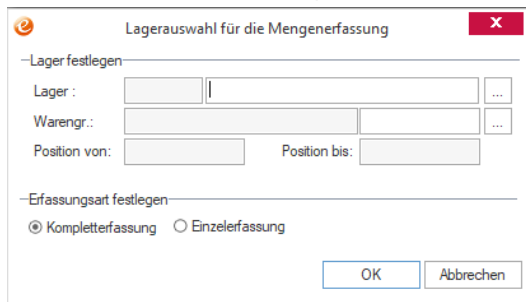 Lagerauswahl für die Mengenerfassung
x
Lager festlegen
Lager :
...
Warengr.:
...
Position von:
Position bis:
Erfassungsart festlegen
Kompletterfassung
Einzelerfassung
OK
Abbrechen